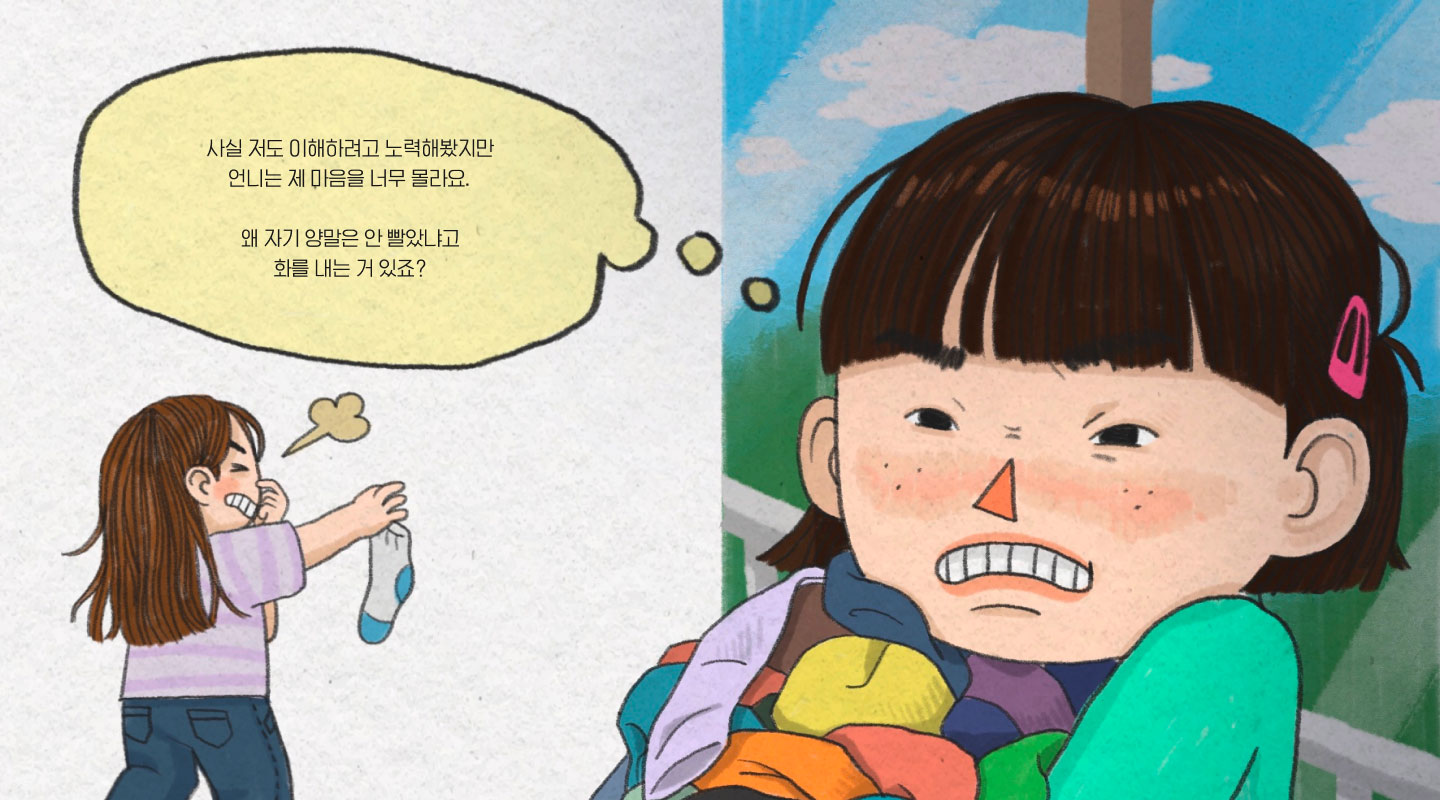 사실 저도 이해하려고 노력해봤지만
언니는 제 마음을 너무 몰라요.
왜 자기 양말은 안 빨았냐고
화를 내는 거 있죠?